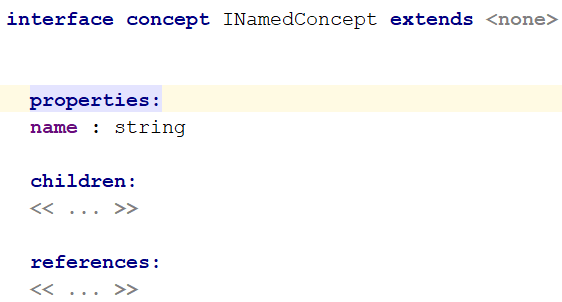 interface concept INamedConcept extends <none>
properties:
name : string
children:
<< ... >>
references:
<< ... >>